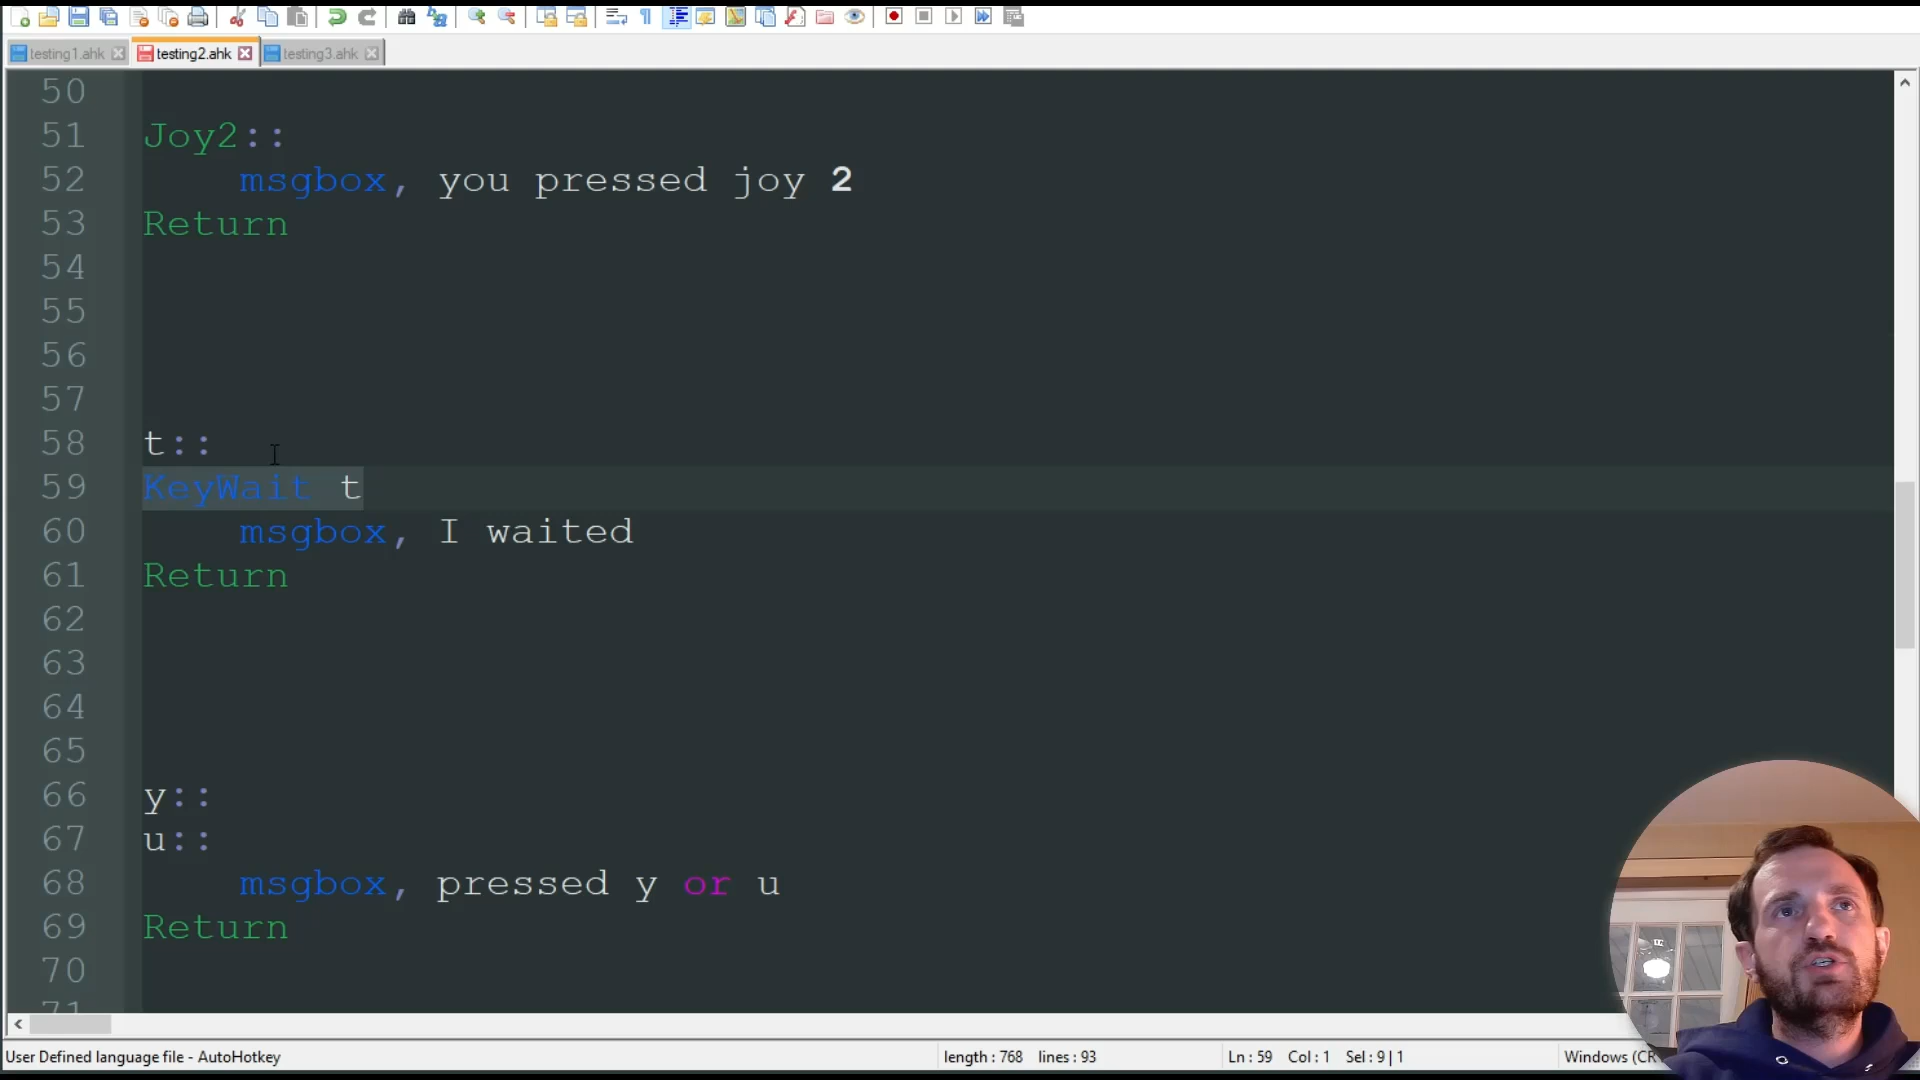 testing1.ahk testing2.ahk testing3.ahk
50
51 Joy2::
52 msgbox, you pressed joy 2
53 Return
54
55
56
57
58 t::
59 KeyWait t
60 msgbox, I waited
61 Return
62
63
64
65
66 y::
67 u::
68 msgbox, pressed y or u
69 Return
70
71
User Defined language file - AutoHotkey length : 768 lines : 93 Ln : 59 Col : 1 Sel : 9 | 1 Windows (CR